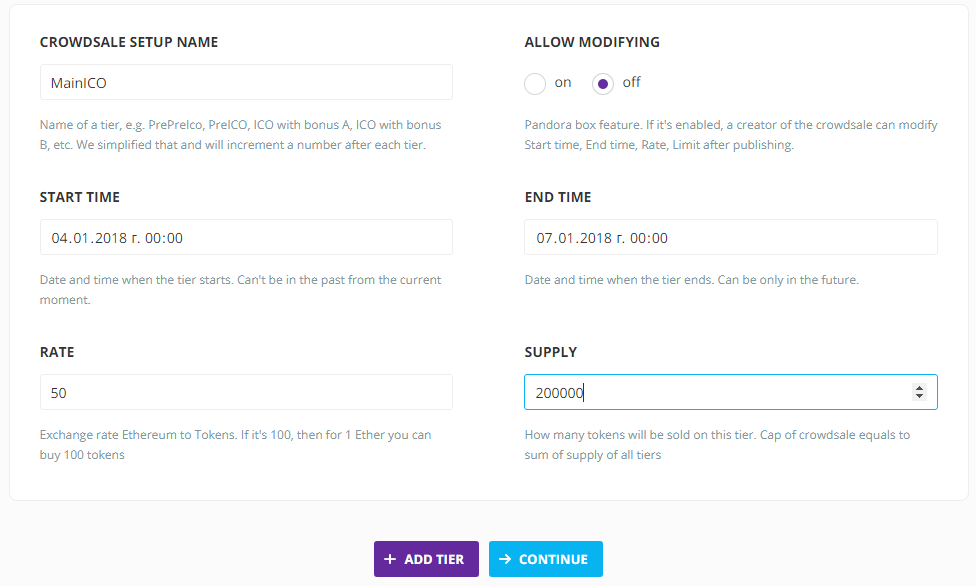 CROWDSALE SETUP NAME
ALLOW MODIFYING
MainICO
on
off
Name of a tier, e.g. PrePreIco, PreICO, ICO with bonus A, ICO with bonus
B, etc. We simplified that and will increment a number after each tier.
Pandora box feature. If it's enabled, a creator of the crowdsale can modify
Start time, End time, Rate, Limit after publishing.
START TIME
END TIME
04.01.2018 г. 00:00
07.01.2018 г. 00:00
Date and time when the tier starts. Can't be in the past from the current
moment.
Date and time when the tier ends. Can be only in the future.
RATE
SUPPLY
50
200000
Exchange rate Ethereum to Tokens. If it's 100, then for 1 Ether you can
buy 100 tokens
How many tokens will be sold on this tier. Cap of crowdsale equals to
sum of supply of all tiers
ADD TIER
CONTINUE